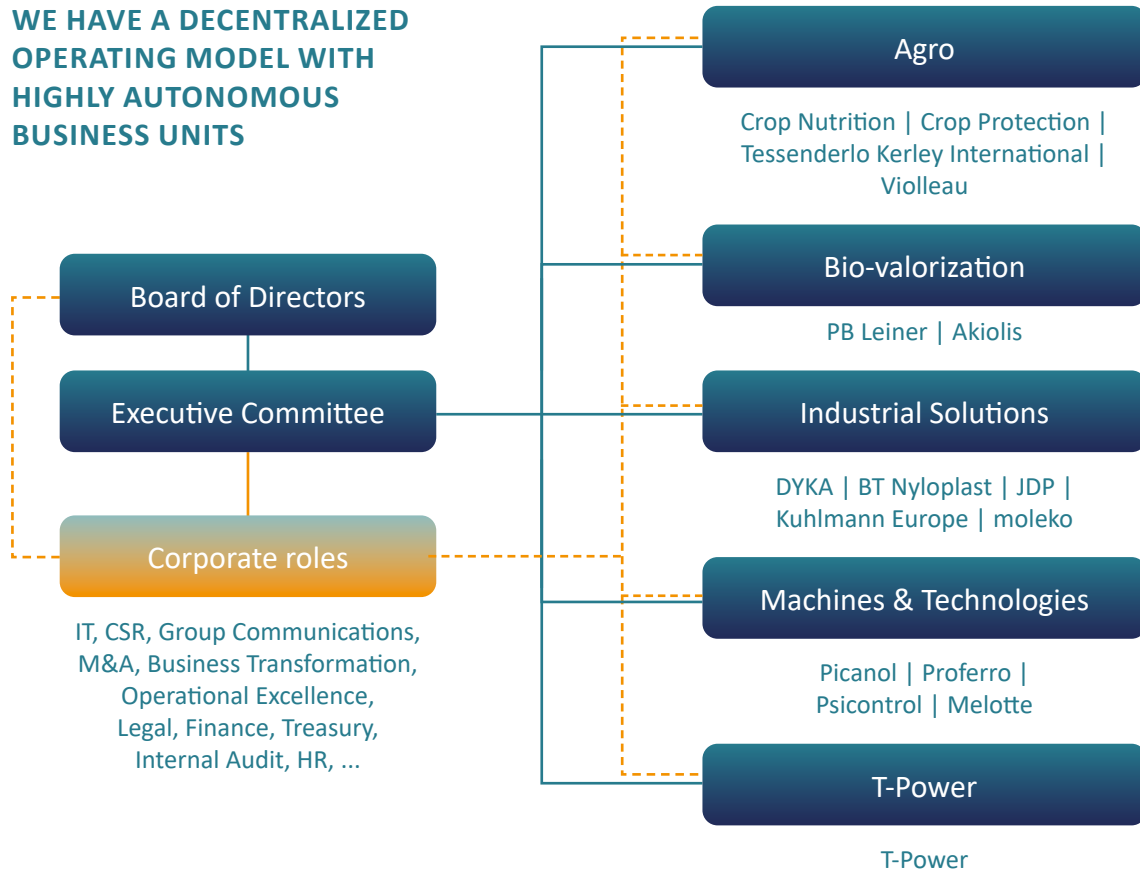 WE HAVE A DECENTRALIZED
OPERATING MODEL WITH
HIGHLY AUTONOMOUS
BUSINESS UNITS
Board of Directors
Executive Committee
Corporate roles
IT, CSR, Group Communications,
M&A, Business Transformation,
Operational Excellence,
Legal, Finance, Treasury,
Internal Audit, HR, ...
Agro
Crop Nutrition | Crop Protection |
Tessenderlo Kerley International |
Violleau
Bio-valorization
PB Leiner | Akiolis
Industrial Solutions
DYKA | BT Nyloplast | JDP |
Kuhlmann Europe | moleko
Machines & Technologies
Picanol | Proferro |
Psicontrol | Melotte
T-Power
T-Power